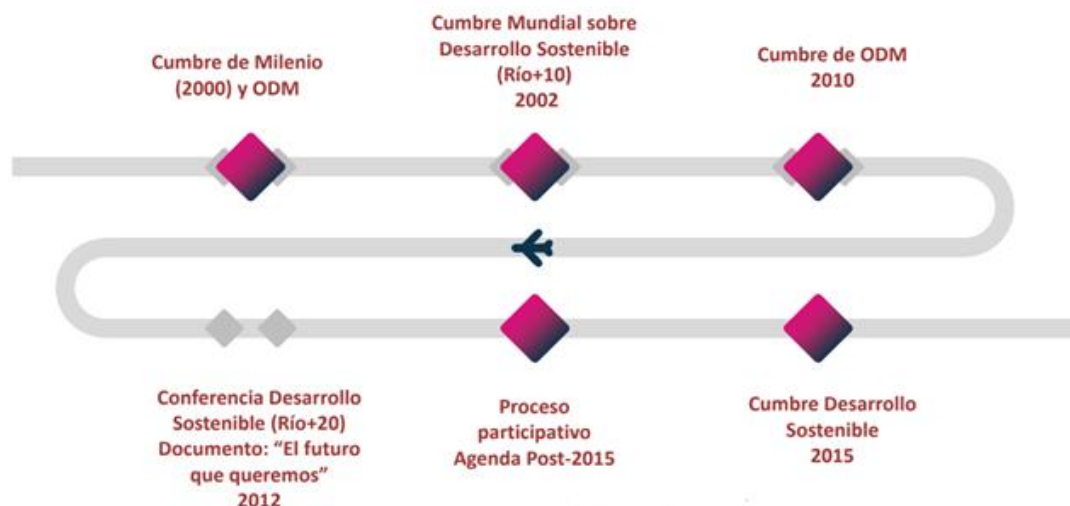 Cumbre de Milenio
(2000) y ODM
Cumbre Mundial sobre
Desarrollo Sostenible
(Río+10)
2002
Cumbre de ODM
2010
Conferencia Desarrollo
Sostenible (Río+20)
Documento: “El futuro
que queremos”
2012
Proceso
participativo
Agenda Post-2015
Cumbre Desarrollo
Sostenible
2015